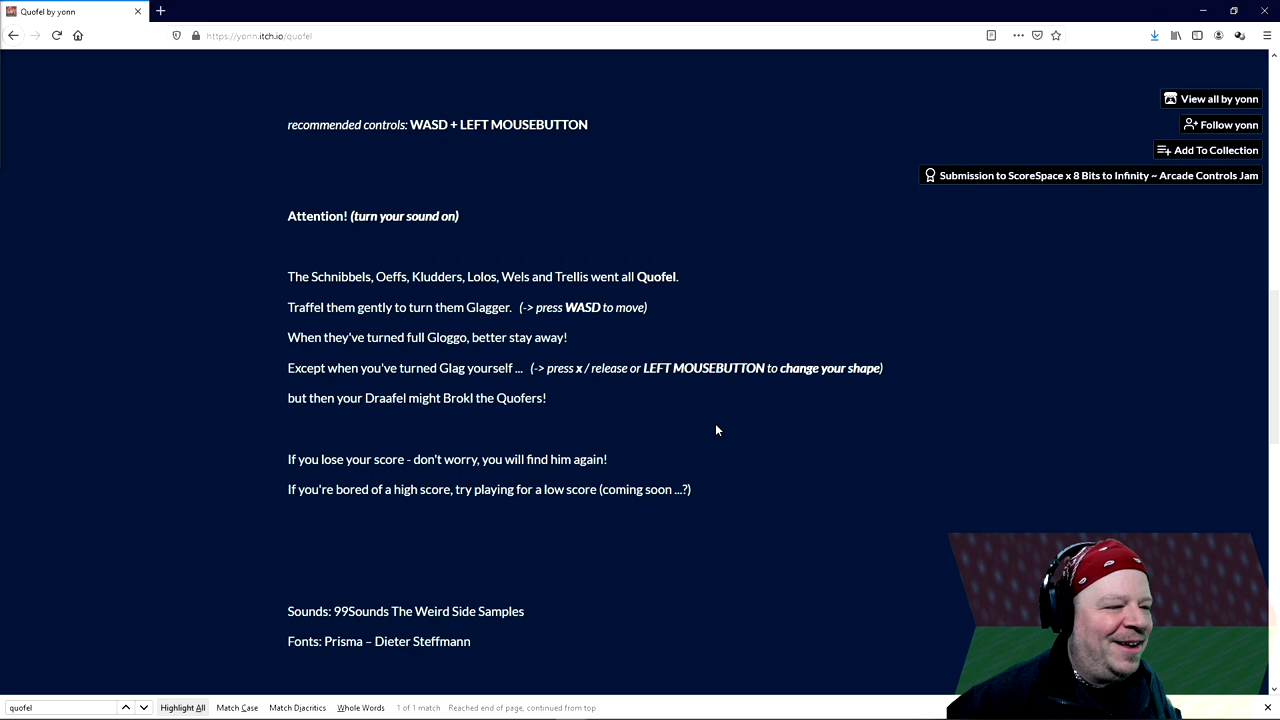 Quofel by yonn
https://yonn.itch.io/quofel
View all by yonn
recommended controls: WASD + LEFT MOUSEBUTTON
Follow yonn
Add To Collection
Submission to ScoreSpace x 8 Bits to Infinity ~ Arcade Controls Jam
Attention! (turn your sound on)
The Schnibbels, Oeffs, Kludders, Lolos, Wels and Trellis went all Quofel.
Traffel them gently to turn them Glagger. (-> press WASD to move)
When they've turned full Gloggo, better stay away!
Except when you've turned Glag yourself ... (-> press x / release or LEFT MOUSEBUTTON to change your shape)
but then your Draafel might Brokl the Quofers!
If you lose your score - don't worry, you will find him again!
If you're bored of a high score, try playing for a low score (coming soon ...?)
Sounds: 99Sounds The Weird Side Samples
Fonts: Prisma – Dieter Steffmann
quofel Highlight All Match Case Match Diacritics Whole Words 1 of 1 match Reached end of page, continued from top